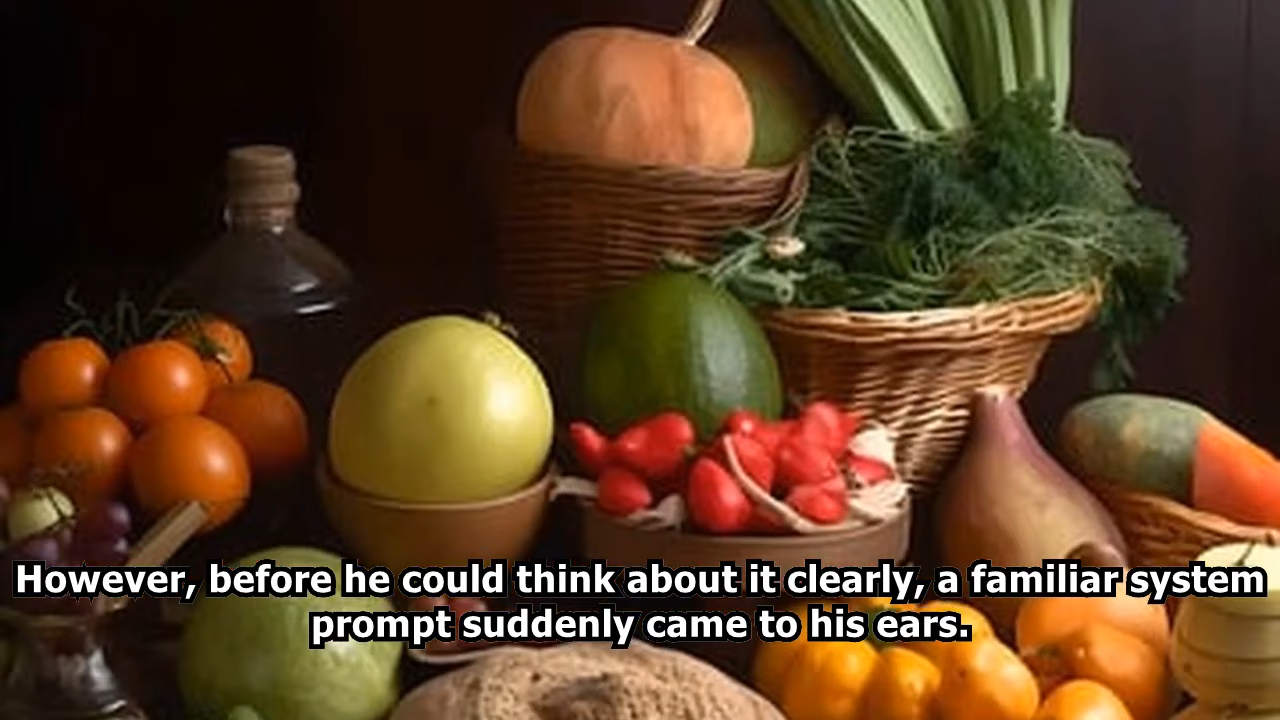 However, before he could think about it clearly, a familiar system
prompt suddenly came to his ears.